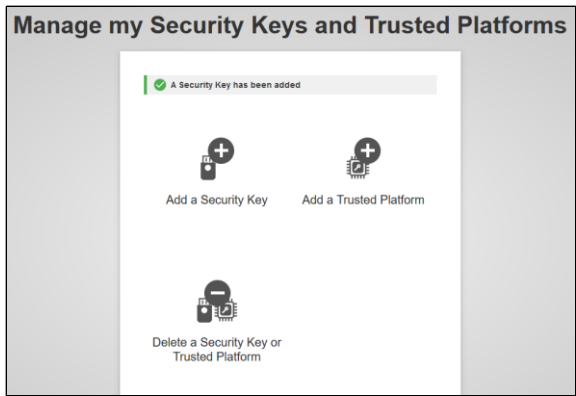 Manage my Security Keys and Trusted Platforms
A Security Key has been added
Add a Security Key
Add a Trusted Platform
Delete a Security Key or
Trusted Platform